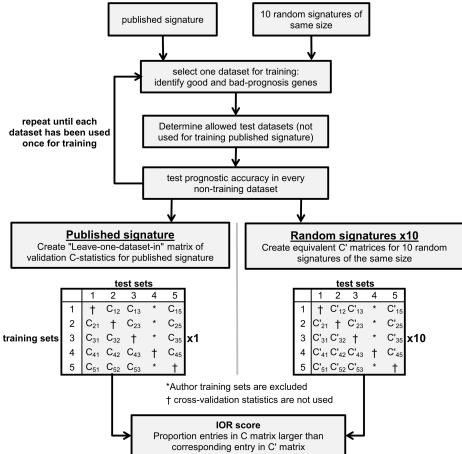 published signature
10 random signatures of
same size
select one dataset for training:
identify good and bad-prognosis genes
repeat until each
dataset has been used
once for training
Determine allowed test datasets (not
used for training published signature)
test prognostic accuracy in every
non-training dataset
Published signature
Create "Leave-one-dataset-in" matrix of
validation C-statistics for published signature
Random signatures x10
Create equivalent C' matrices for 10 random
signatures of the same size
test sets
1 2 3 4 5
1 † C12 C13 * C15
2 C21 † C23 * C25
training sets 3 C31 C32 † * C35 x1
4 C41 C42 C43 † C45
5 C51 C52 C53 * †
test sets
1 2 3 4 5
1 † C'12 C'13 * C'15
2 C'21 † C'23 * C'25
3 C'31 C'32 † * C'35 x10
4 C'41 C'42 C'43 † C'45
5 C'51 C'52 C'53 * †
*Author training sets are excluded
† cross-validation statistics are not used
IOR score
Proportion entries in C matrix larger than
corresponding entry in C' matrix